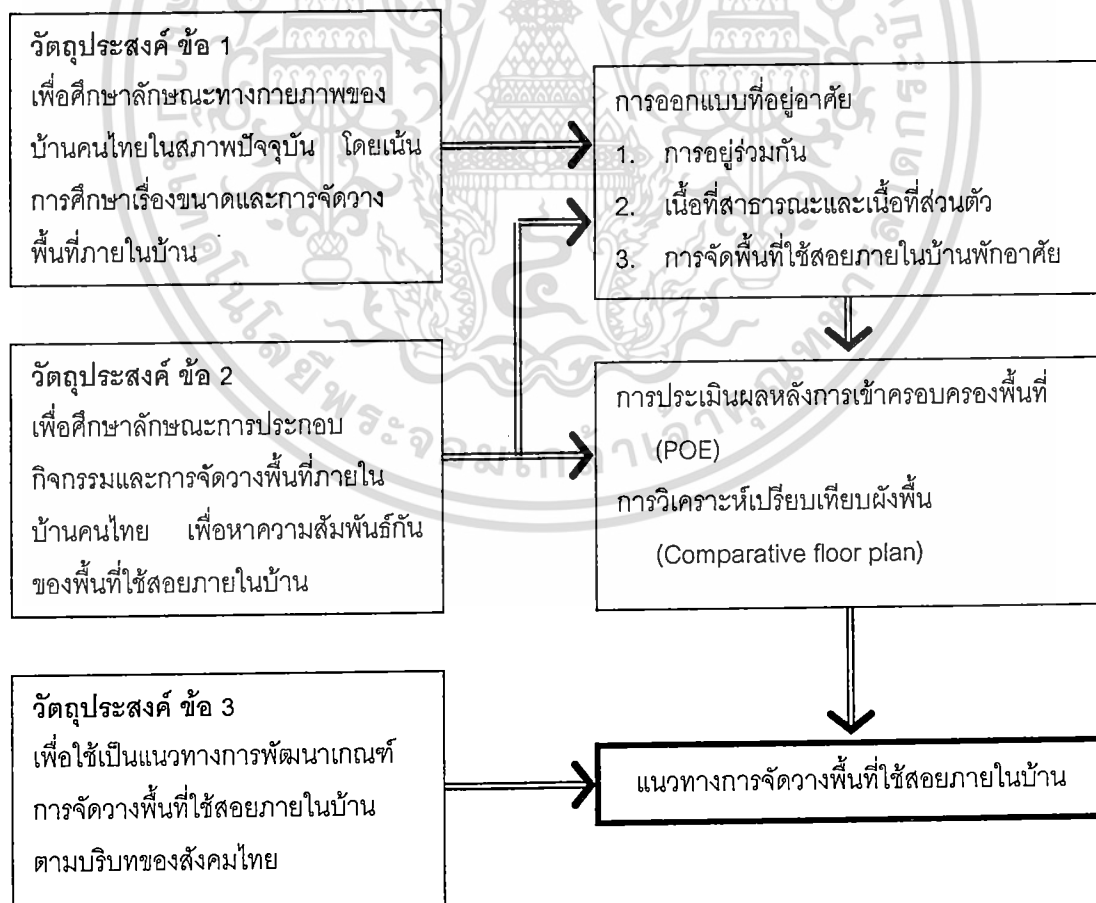 วัตถุประสงค์ ข้อ 1
เพื่อศึกษาลักษณะทางกายภาพของ
บ้านคนไทยในสภาพปัจจุบัน โดยเน้น
การศึกษาเรื่องขนาดและการจัดวาง
พื้นที่ภายในบ้าน
การออกแบบที่อยู่อาศัย
1. การอยู่ร่วมกัน
2. เนื้อที่สาธารณะและเนื้อที่ส่วนตัว
3. การจัดพื้นที่ใช้สอยภายในบ้านพักอาศัย
วัตถุประสงค์ ข้อ 2
เพื่อศึกษาลักษณะการประกอบ
กิจกรรมและการจัดวางพื้นที่ภายใน
บ้านคนไทย เพื่อหาความสัมพันธ์กัน
ของพื้นที่ใช้สอยภายในบ้าน
การประเมินผลหลังการเข้าครอบครองพื้นที่
(POE)
การวิเคราะห์เปรียบเทียบผังพื้น
(Comparative floor plan)
วัตถุประสงค์ ข้อ 3
เพื่อใช้เป็นแนวทางการพัฒนาเกณฑ์
การจัดวางพื้นที่ใช้สอยภายในบ้าน
ตามบริบทของสังคมไทย
แนวทางการจัดวางพื้นที่ใช้สอยภายในบ้าน